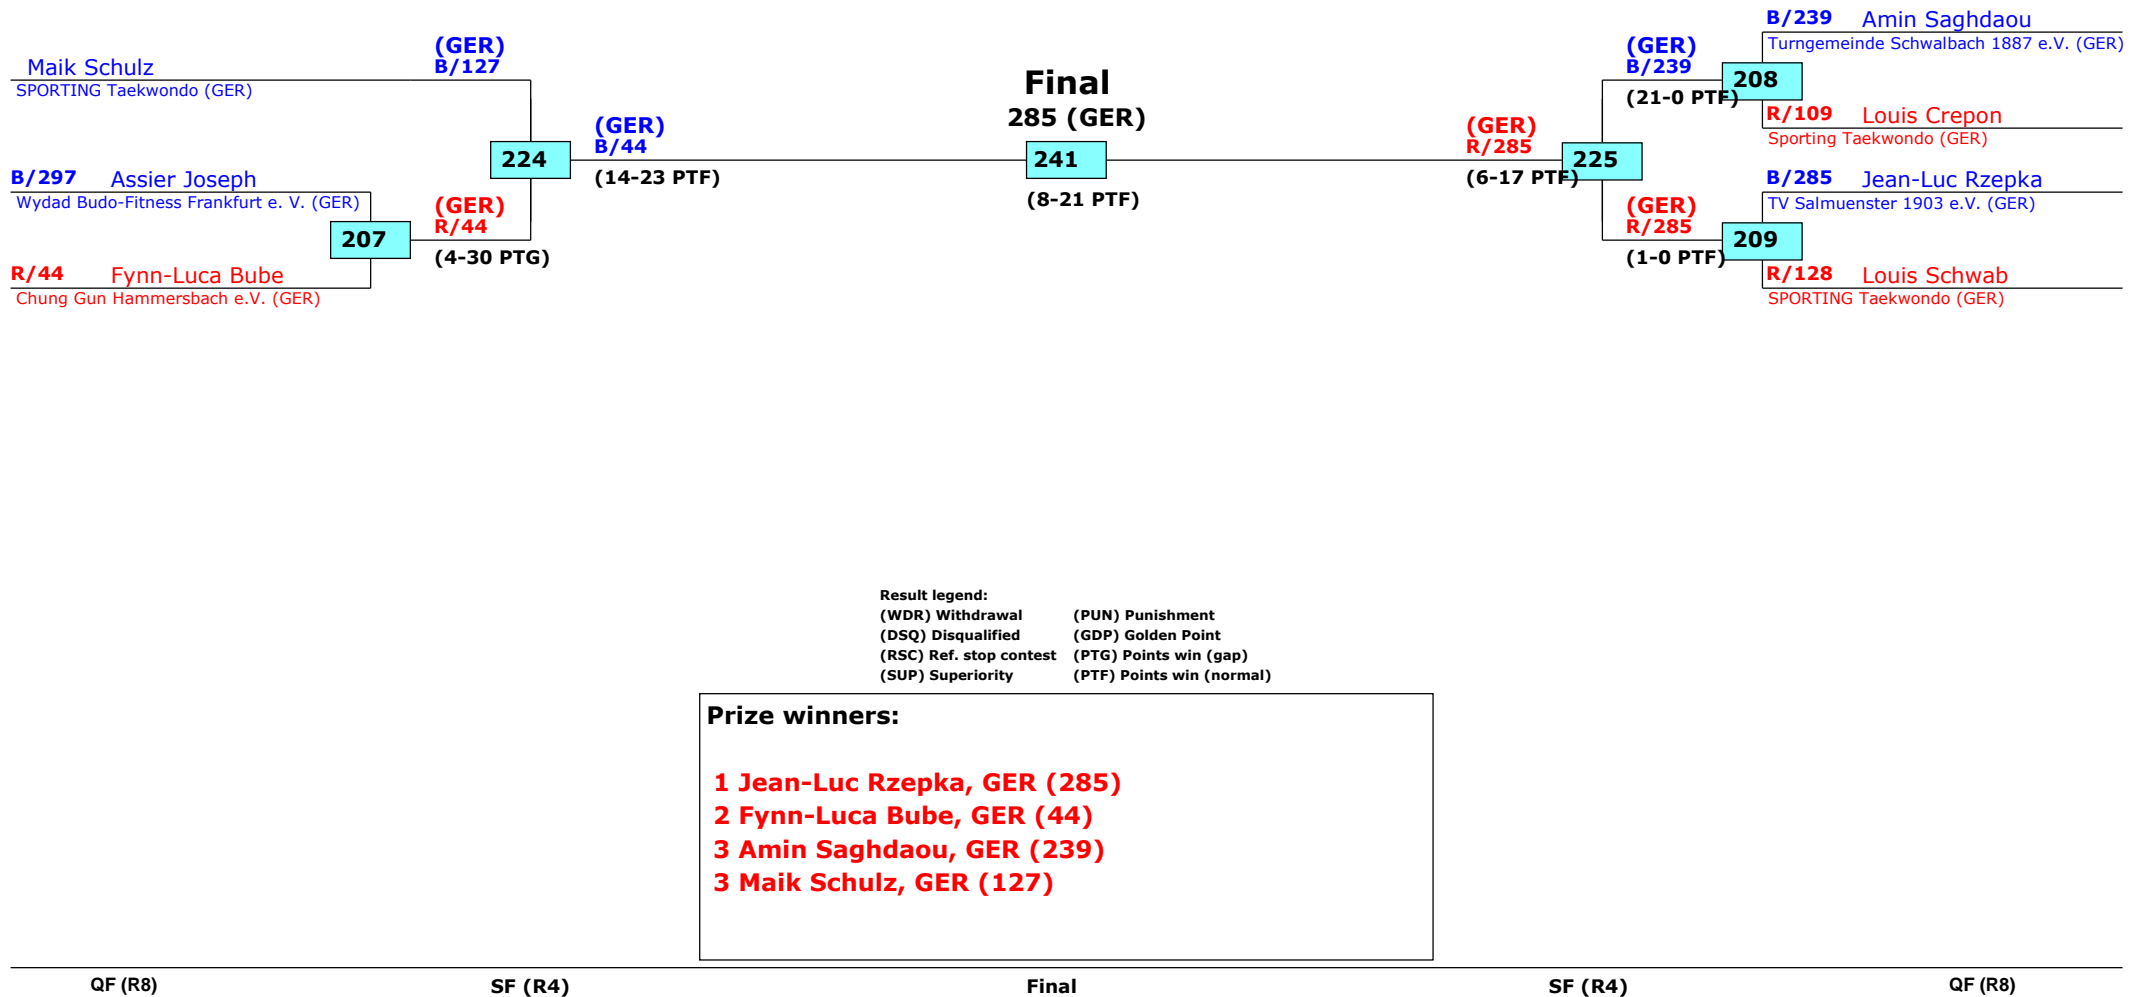 Maik Schulz
SPORTING Taekwondo (GER)
(GER)
B/127
B/297 Assier Joseph
Wydad Budo-Fitness Frankfurt e. V. (GER)
207
R/44 Fynn-Luca Bube
Chung Gun Hammersbach e.V. (GER)
(GER)
R/44
(4-30 PTG)
224
(GER)
B/44
(14-23 PTF)
Final
285 (GER)
241
(8-21 PTF)
(GER)
R/285
(6-17 PTF)
225
(GER)
B/239
(21-0 PTF)
208
B/239 Amin Saghdaou
Turngemeinde Schwalbach 1887 e.V. (GER)
R/109 Louis Crepon
Sporting Taekwondo (GER)
(GER)
R/285
(1-0 PTF)
209
B/285 Jean-Luc Rzepka
TV Salmuenster 1903 e.V. (GER)
R/128 Louis Schwab
SPORTING Taekwondo (GER)
Result legend:
(WDR) Withdrawal (PUN) Punishment
(DSQ) Disqualified (GDP) Golden Point
(RSC) Ref. stop contest (PTG) Points win (gap)
(SUP) Superiority (PTF) Points win (normal)
Prize winners:
1 Jean-Luc Rzepka, GER (285)
2 Fynn-Luca Bube, GER (44)
3 Amin Saghdaou, GER (239)
3 Maik Schulz, GER (127)
QF (R8) SF (R4) Final SF (R4) QF (R8)